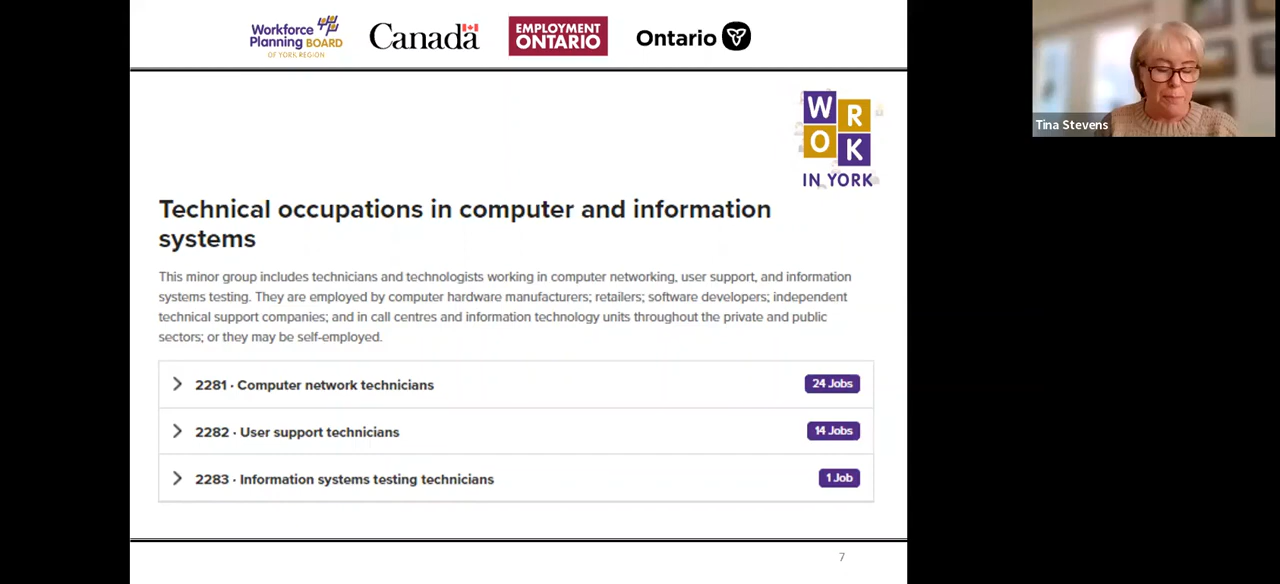 Workforce
Planning BOARD
OF YORK REGION
Canada
EMPLOYMENT
ONTARIO
Ontario
Tina Stevens
W
R
O
K
IN YORK
Technical occupations in computer and information
systems
This minor group includes technicians and technologists working in computer networking, user support, and information
systems testing. They are employed by computer hardware manufacturers; retailers; software developers; independent
technical support companies; and in call centres and information technology units throughout the private and public
sectors; or they may be self-employed.
2281 · Computer network technicians 24 Jobs
2282 · User support technicians 14 Jobs
2283 · Information systems testing technicians 1 Job
7